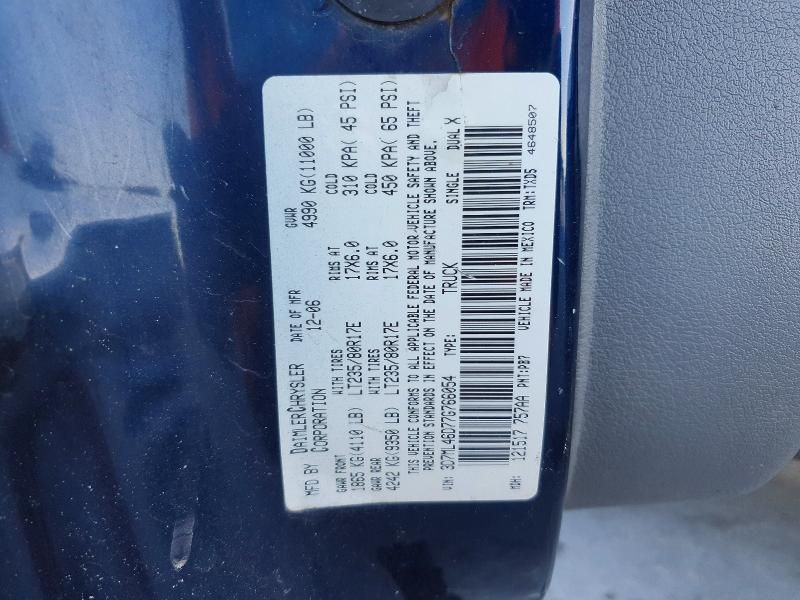 MFD BY DAIMLERCHRYSLER CORPORATION DATE OF MFR 12-06 GVWR 4990 KG(11000 LB)
GAWR FRONT WITH TIRES RIMS AT COLD
1865 KG(4110 LB) LT235/80R17E 17X6.0 310 KPA( 45 PSI)
GAWR REAR WITH TIRES RIMS AT COLD
4242 KG(9350 LB) LT235/80R17E 17X6.0 450 KPA( 65 PSI)
THIS VEHICLE CONFORMS TO ALL APPLICABLE FEDERAL MOTOR VEHICLE SAFETY AND THEFT
PREVENTION STANDARDS IN EFFECT ON THE DATE OF MANUFACTURE SHOWN ABOVE.
VIN: 3D7ML46D77G766054 TYPE: TRUCK SINGLE DUAL X
MDH: 121517 757AA PNT:PB7 VEHICLE MADE IN MEXICO TRM:TXD5 4648507